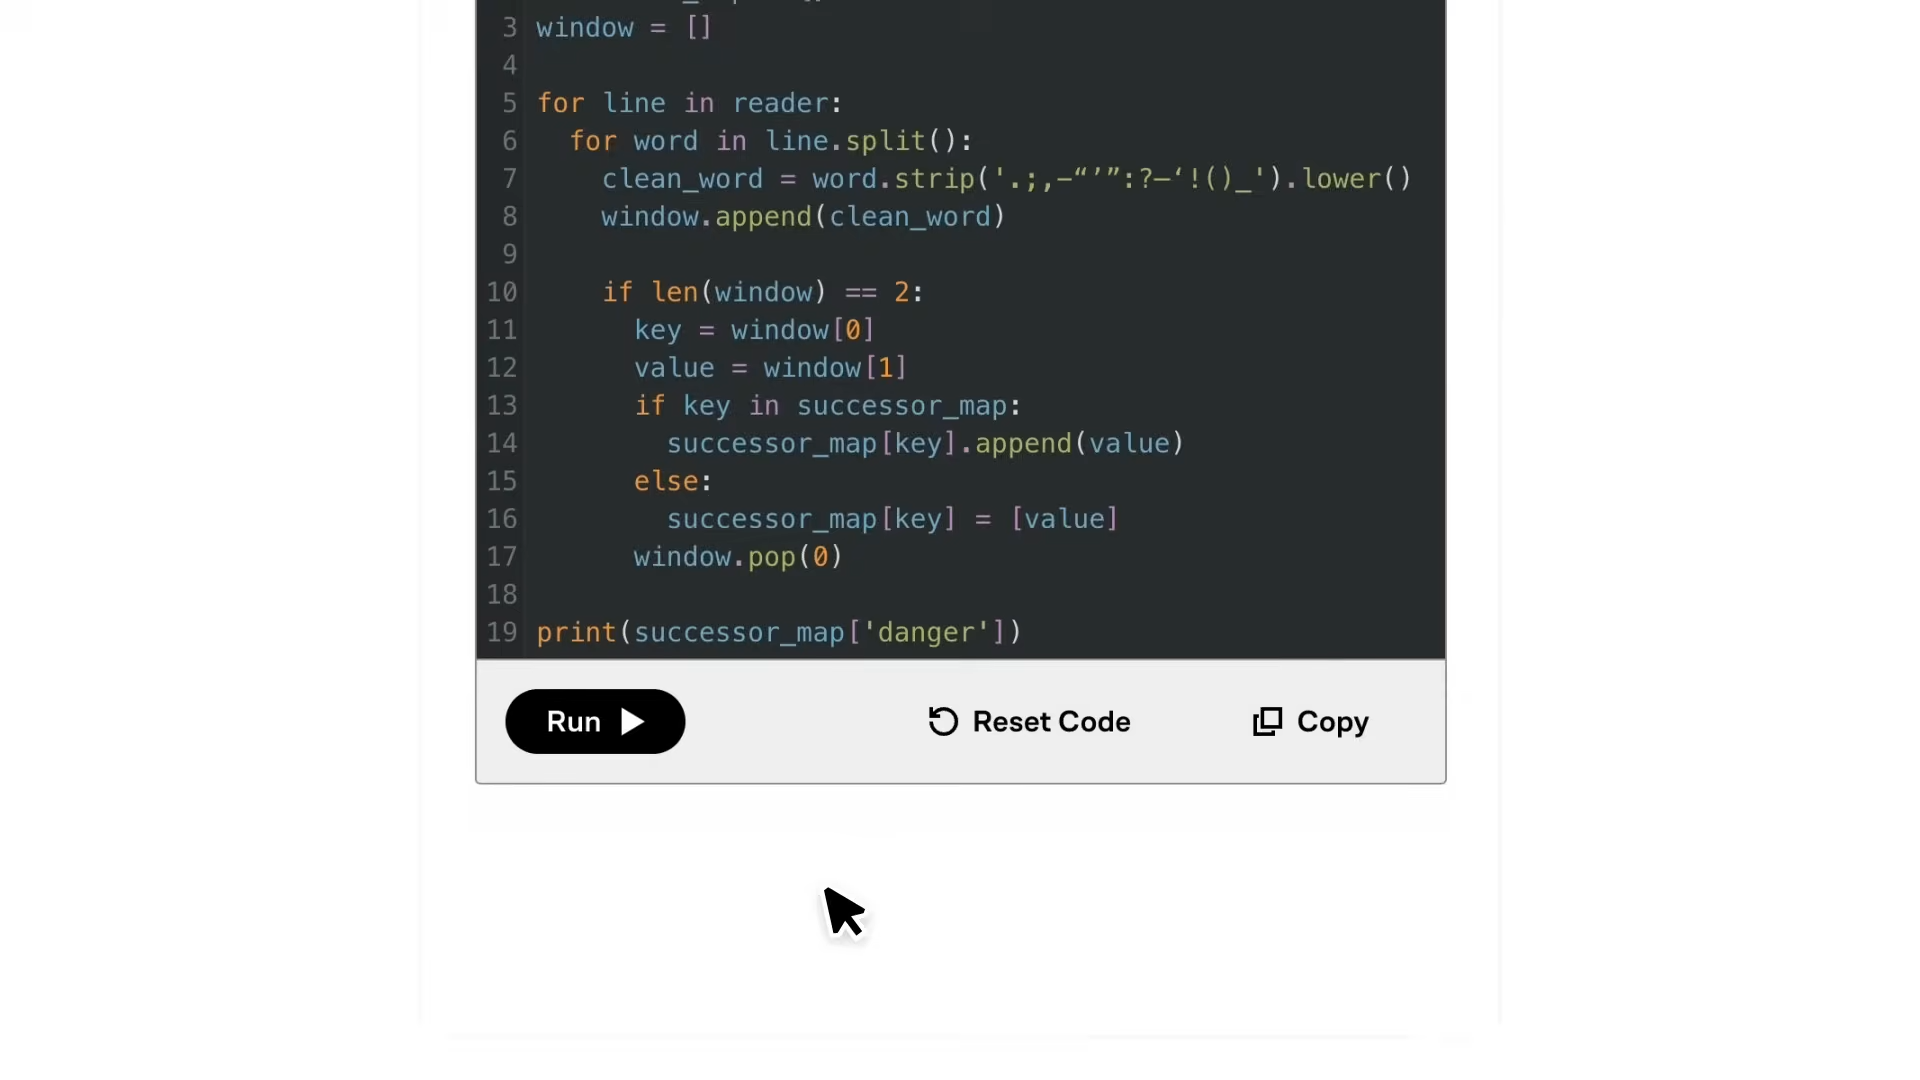 3 window = []
4
5 for line in reader:
6   for word in line.split():
7     clean_word = word.strip('.;,—“’”:?—‘!()_').lower()
8     window.append(clean_word)
9
10     if len(window) == 2:
11       key = window[0]
12       value = window[1]
13       if key in successor_map:
14         successor_map[key].append(value)
15       else:
16         successor_map[key] = [value]
17       window.pop(0)
18
19 print(successor_map['danger'])
Run Reset Code Copy